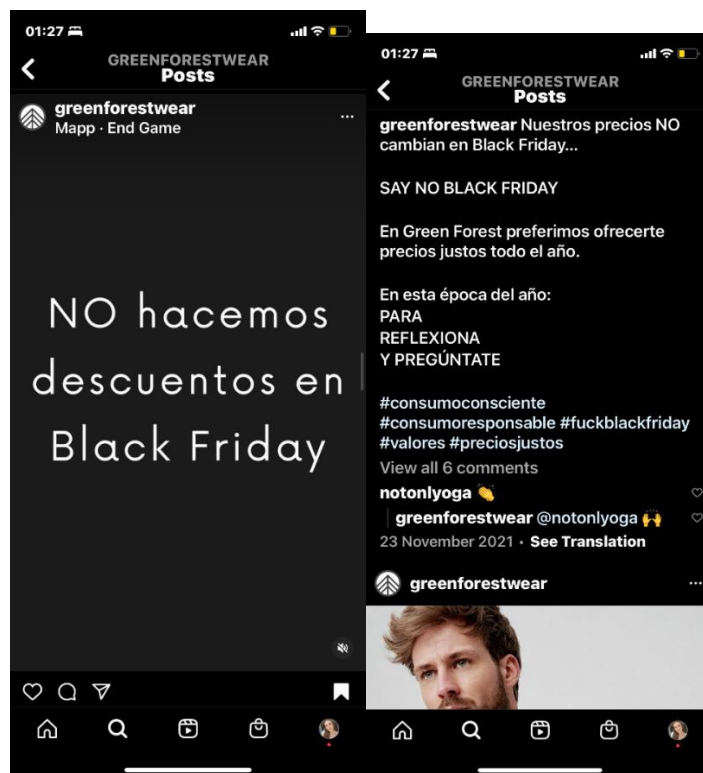 01:27
GREENFORESTWEAR
Posts
greenforestwear
Mapp · End Game
NO hacemos
descuentos en
Black Friday
01:27
GREENFORESTWEAR
Posts
greenforestwear Nuestros precios NO
cambian en Black Friday...
SAY NO BLACK FRIDAY
En Green Forest preferimos ofrecerte
precios justos todo el año.
En esta época del año:
PARA
REFLEXIONA
Y PREGÚNTATE
#consumoconsciente
#consumoresponsable #fuckblackfriday
#valores #preciosjustos
View all 6 comments
notonlyoga 👏
greenforestwear @notonlyoga 🙌
23 November 2021 · See Translation
greenforestwear